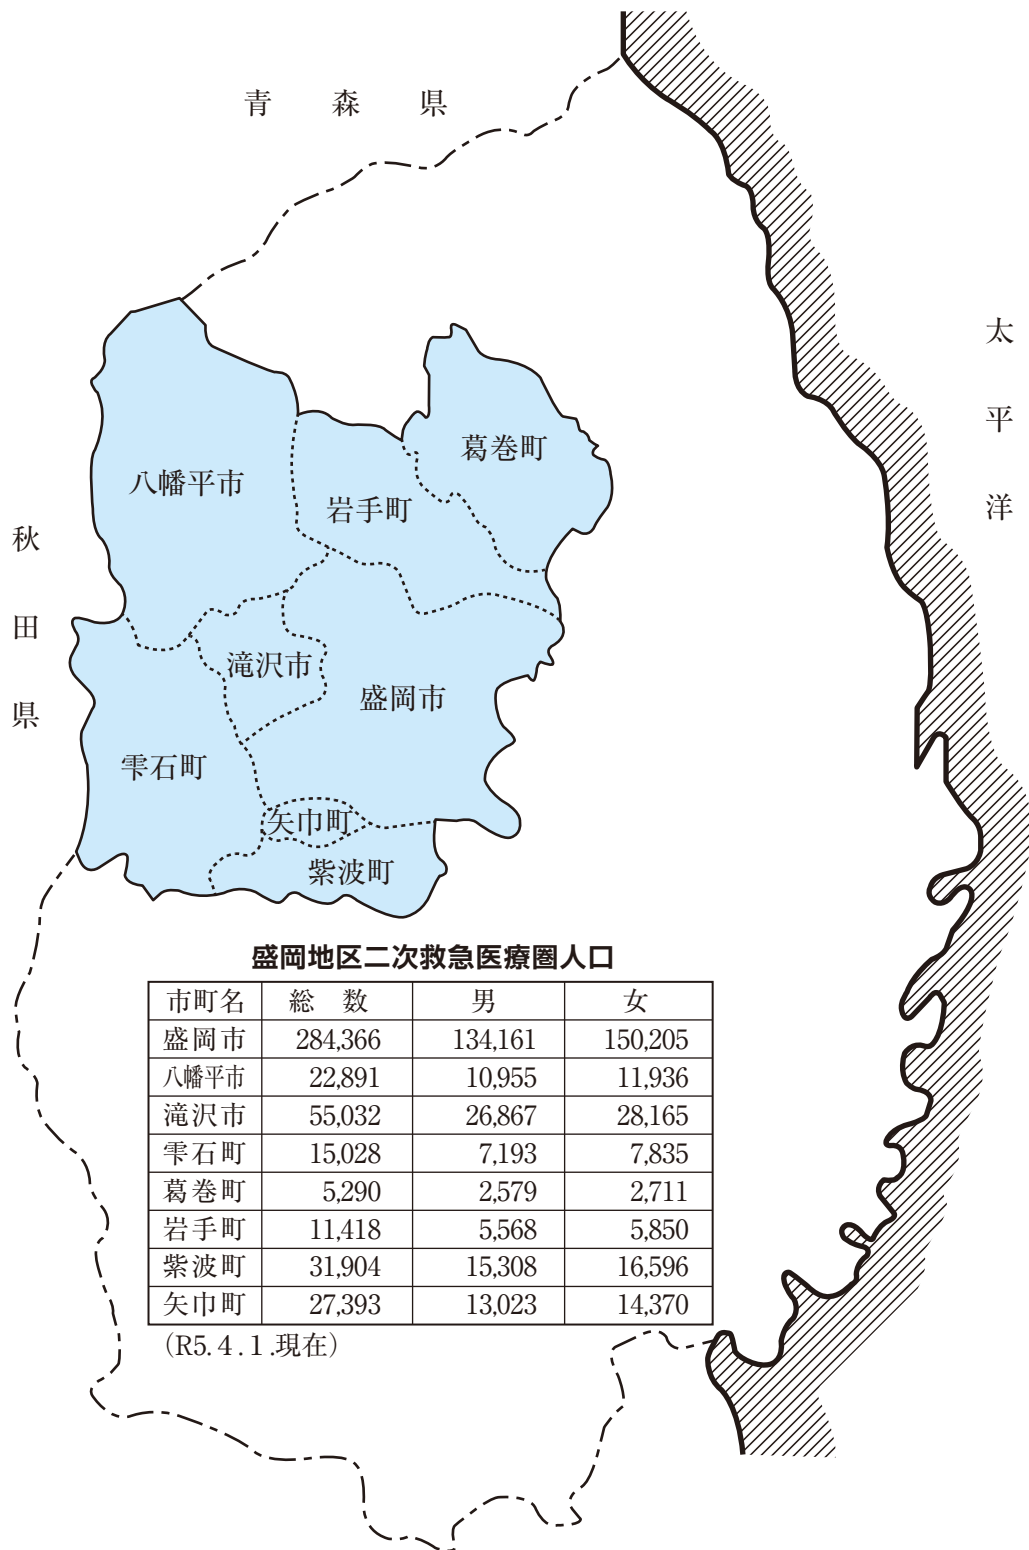 青森県
太平洋
秋田県
葛巻町
八幡平市
岩手町
滝沢市
盛岡市
雫石町
矢巾町
紫波町
盛岡地区二次救急医療圏人口
市町名 総数 男 女
盛岡市 284,366 134,161 150,205
八幡平市 22,891 10,955 11,936
滝沢市 55,032 26,867 28,165
雫石町 15,028 7,193 7,835
葛巻町 5,290 2,579 2,711
岩手町 11,418 5,568 5,850
紫波町 31,904 15,308 16,596
矢巾町 27,393 13,023 14,370
(R5.4.1.現在)